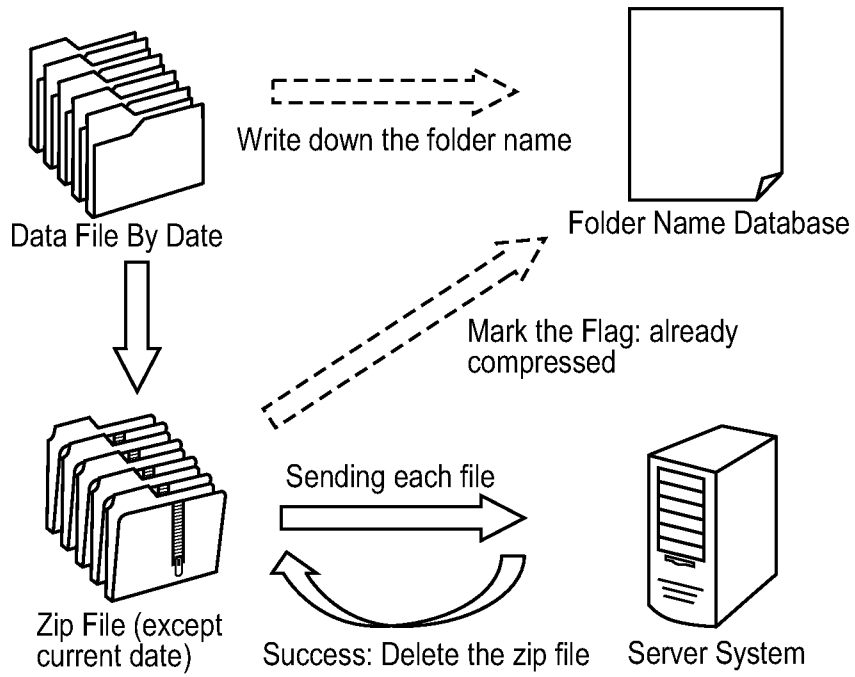 Write down the folder name
Data File By Date
Folder Name Database
Mark the Flag: already
compressed
Sending each file
Zip File (except
current date)
Success: Delete the zip file
Server System